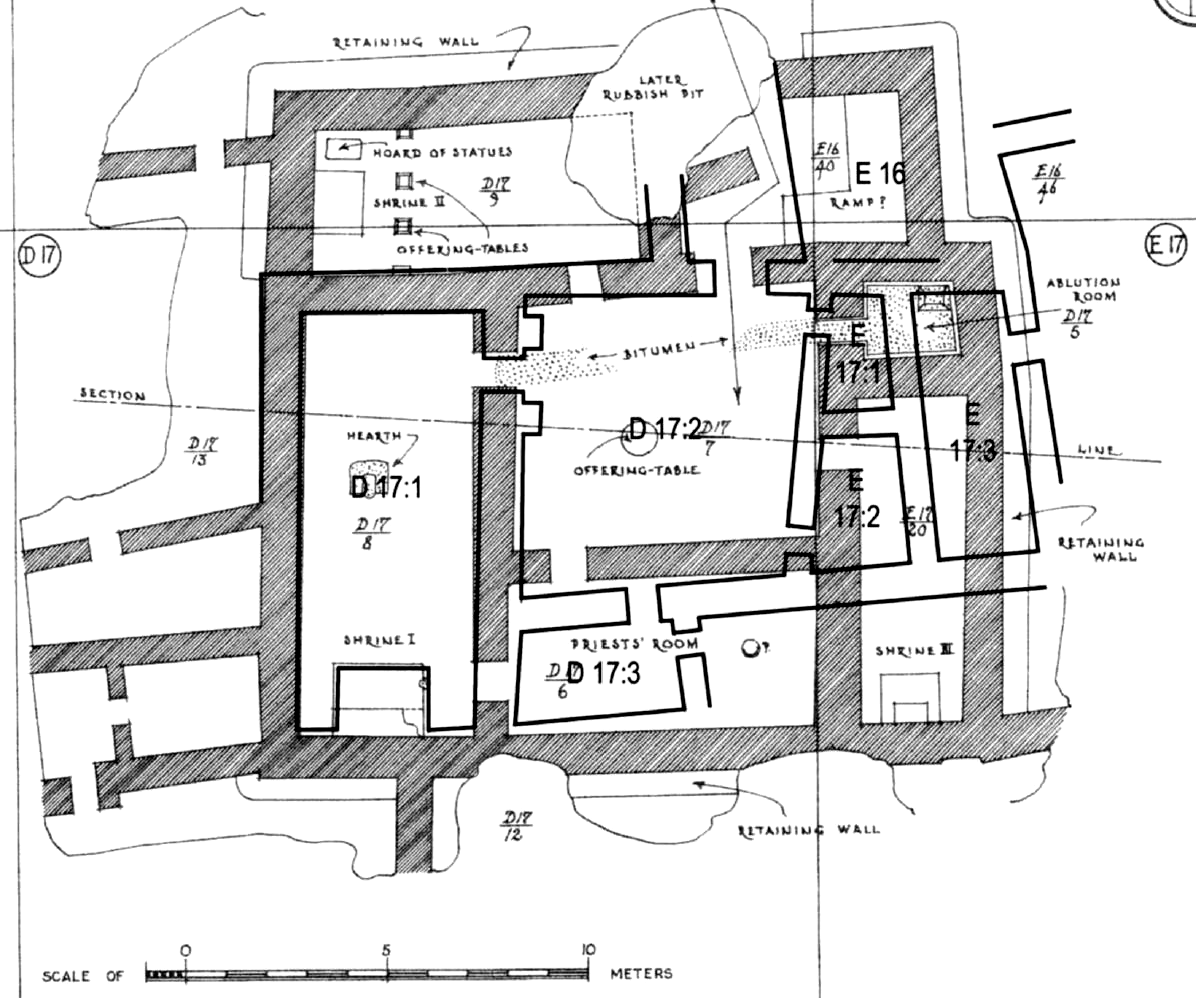 RETAINING WALL
LATER
RUBBISH PIT
HOARD OF STATUES
D17
9
SHRINE II
OFFERING-TABLES
E16
40
E 16
RAMP?
E16
46
D17
E17
ABLUTION
ROOM
D17
5
BITUMEN
E
17:1
SECTION
D17
13
HEARTH
D 17:1
D17
8
D 17:2
D17
7
OFFERING-TABLE
E
17:3
LINE
E
17:2
E17
20
RETAINING
WALL
SHRINE I
PRIESTS' ROOM
P.
D 17:3
D17
6
SHRINE III
D17
12
RETAINING WALL
0 5 10
SCALE OF METERS